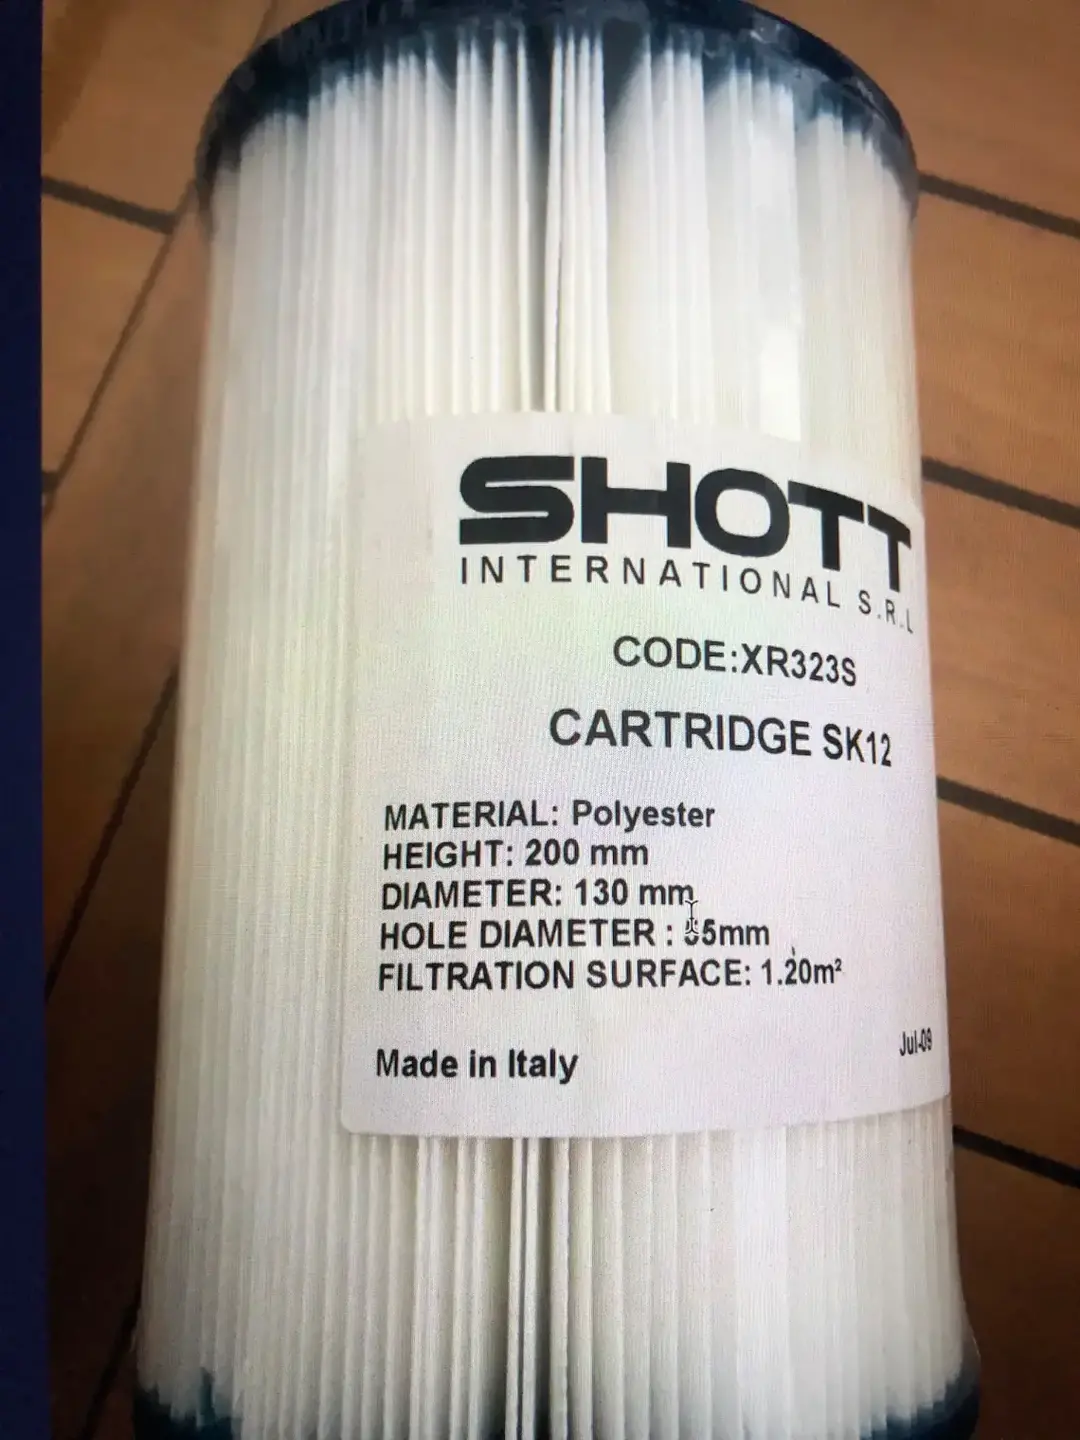 SHOTT
INTERNATIONAL S.R.L
CODE:XR323S
CARTRIDGE SK12
MATERIAL: Polyester
HEIGHT: 200 mm
DIAMETER: 130 mm
HOLE DIAMETER :
FILTRATION SURFACE: 1.20m²
Made in Italy
Jul-09